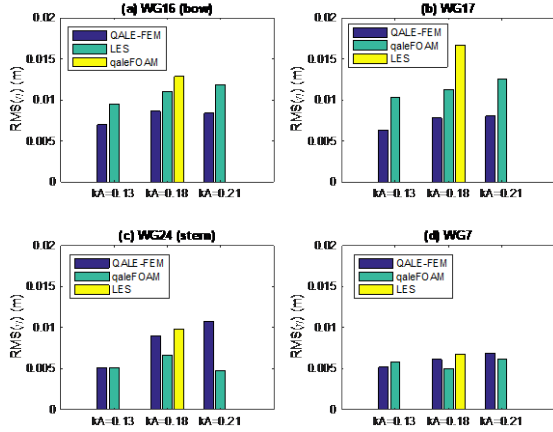 (a) WG16 (bow)
0.02
0.015
0.01
0.005
0
RMS(η) (m)
QALE-FEM
LES
qaleFOAM
kA=0.13 kA=0.18 kA=0.21
(b) WG17
0.02
0.015
0.01
0.005
0
RMS(η) (m)
QALE-FEM
qaleFOAM
LES
kA=0.13 kA=0.18 kA=0.21
(c) WG24 (stern)
0.02
0.015
0.01
0.005
0
RMS(η) (m)
QALE-FEM
qaleFOAM
LES
kA=0.13 kA=0.18 kA=0.21
(d) WG7
0.02
0.015
0.01
0.005
0
RMS(η) (m)
QALE-FEM
qaleFOAM
LES
kA=0.13 kA=0.18 kA=0.21